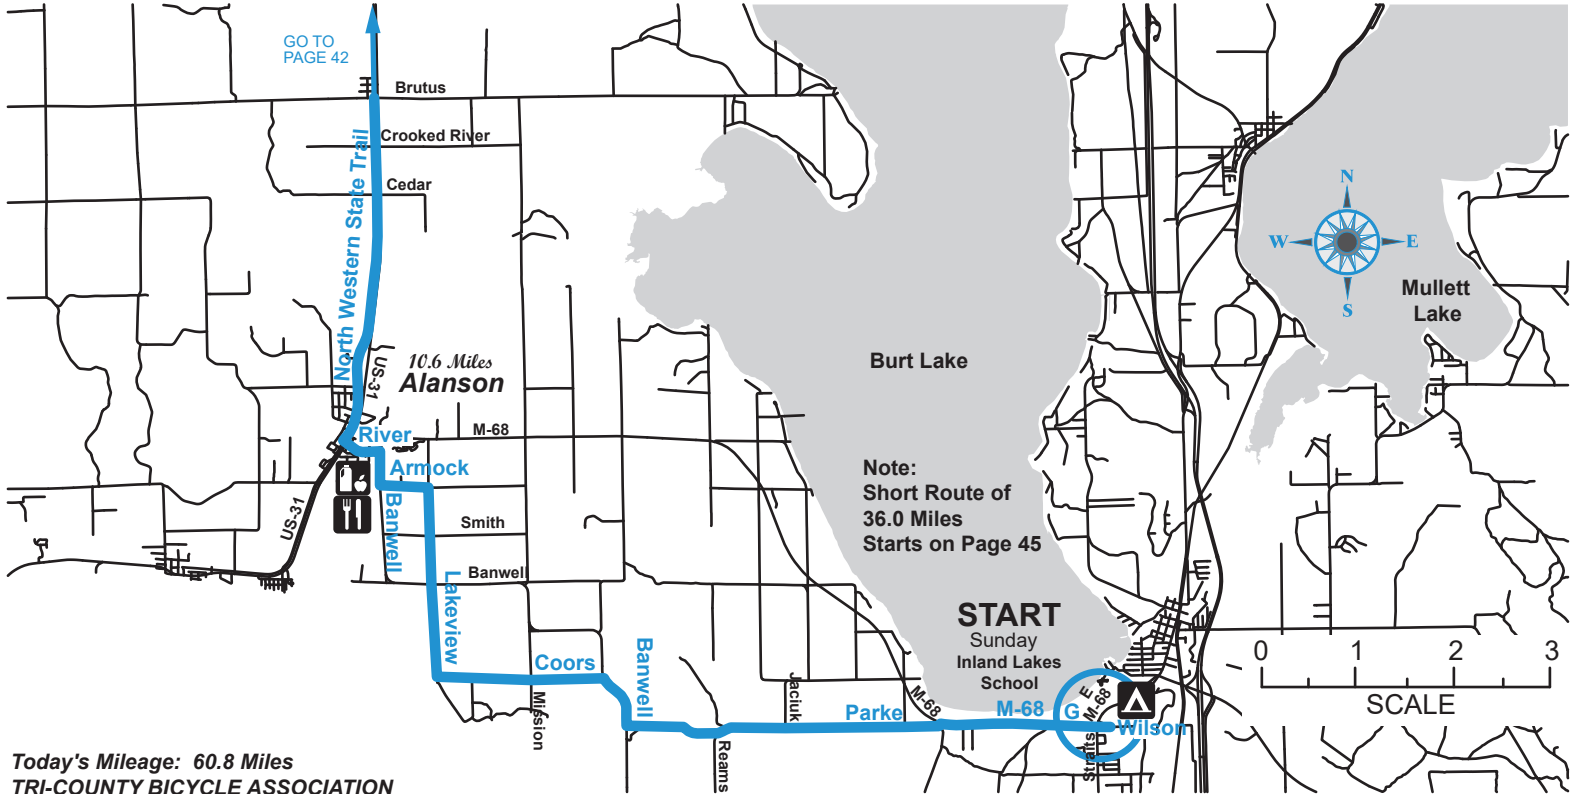 GO TO
PAGE 42
Brutus
Crooked River
Cedar
North Western State Trail
US-31
10.6 Miles
Alanson
M-68
River
Armock
Banwell
US-31
Smith
Banwell
Lakeview
Coors
Mission
Banwell
Reams
Jaciuk
Parke
M-68
M-68
G
E
M-68
Straits
Wilson
Burt Lake
Mullett
Lake
N
W
E
S
Note:
Short Route of
36.0 Miles
Starts on Page 45
START
Sunday
Inland Lakes
School
0 1 2 3
SCALE
Today's Mileage: 60.8 Miles
TRI-COUNTY BICYCLE ASSOCIATION